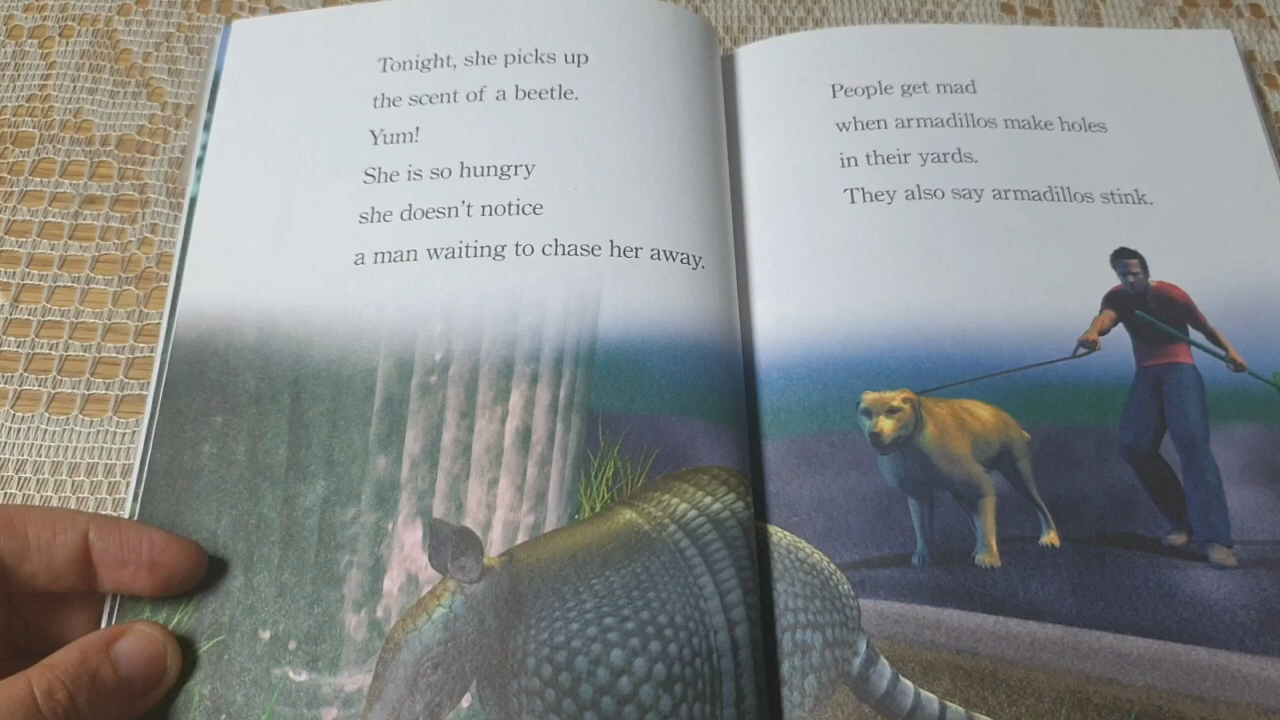 Tonight, she picks up
the scent of a beetle.
Yum!
She is so hungry
she doesn't notice
a man waiting to chase her away.
People get mad
when armadillos make holes
in their yards.
They also say armadillos stink.